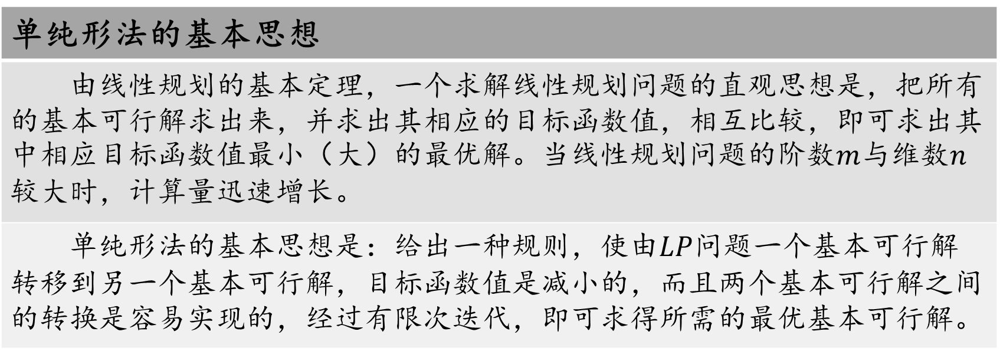 单纯形法的基本思想
由线性规划的基本定理，一个求解线性规划问题的直观思想是，把所有
的基本可行解求出来，并求出其相应的目标函数值，相互比较，即可求出其
中相应目标函数值最小（大）的最优解。当线性规划问题的阶数m与维数n
较大时，计算量迅速增长。
单纯形法的基本思想是：给出一种规则，使由LP问题一个基本可行解
转移到另一个基本可行解，目标函数值是减小的，而且两个基本可行解之间
的转换是容易实现的，经过有限次迭代，即可求得所需的最优基本可行解。